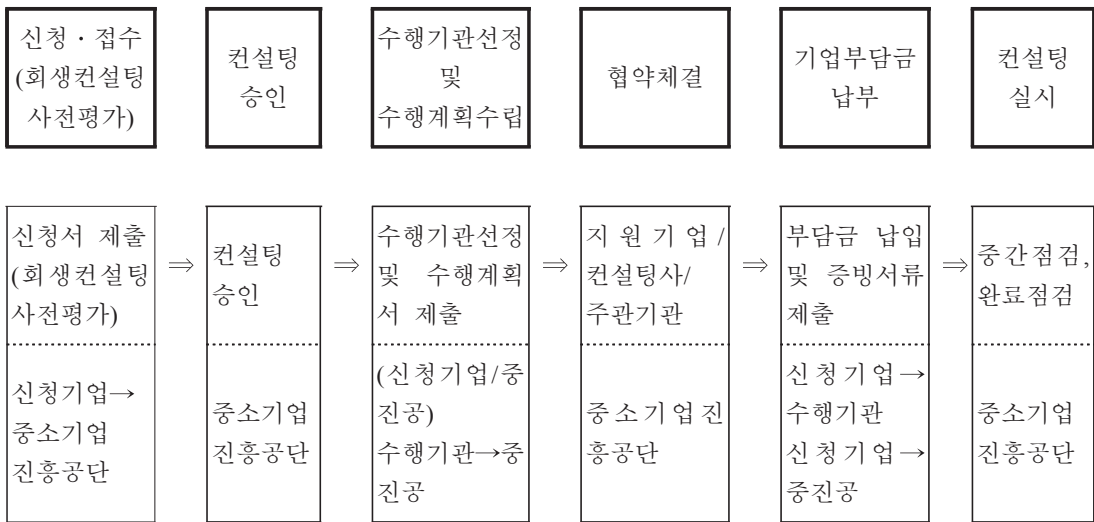 신청 · 접수
(회생컨설팅
사전평가)
컨설팅
승인
수행기관선정
및
수행계획수립
협약체결
기업부담금
납부
컨설팅
실시
신청서 제출
(회생컨설팅
사전평가)
⇒
컨설팅
승인
⇒
수행기관선정
및 수행계획
서 제출
⇒
지원기업/
컨설팅사/
주관기관
⇒
부담금 납입
및 증빙서류
제출
⇒
중간점검,
완료점검
신청기업→
중소기업
진흥공단
중소기업
진흥공단
(신청기업/중
진공)
수행기관→중
진공
중소기업진
흥공단
신청기업→
수행기관
신청기업→
중진공
중소기업
진흥공단